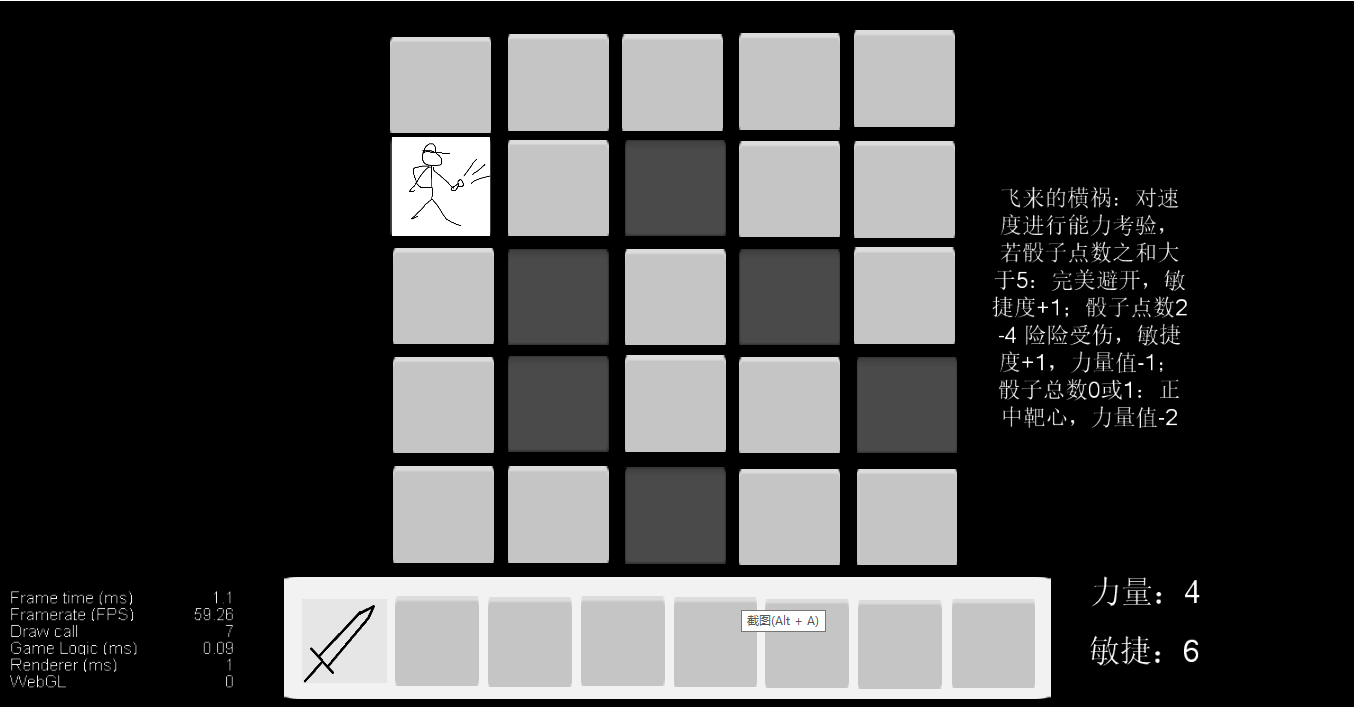 飞来的横祸：对速
度进行能力考验，
若骰子点数之和大
于5：完美避开，敏
捷度+1；骰子点数2
-4 险险受伤，敏捷
度+1，力量值-1；
骰子总数0或1：正
中靶心，力量值-2
力量：4
敏捷：6
截图(Alt + A)
Frame time (ms) 1.1
Framerate (FPS) 59.26
Draw call 7
Game Logic (ms) 0.09
Renderer (ms) 1
WebGL 0